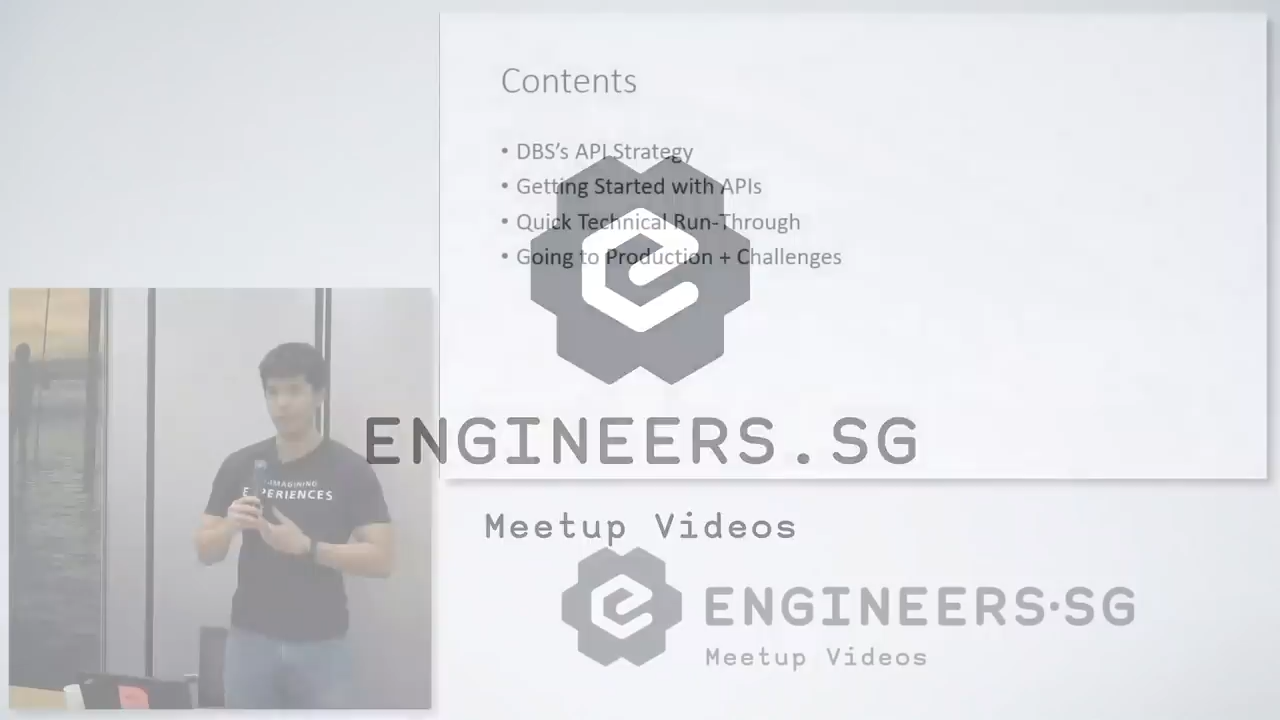 Contents
• DBS’s API Strategy
• Getting Started with APIs
• Quick Technical Run-Through
• Going to Production + Challenges
ENGINEERS.SG
Meetup Videos
EXPERIENCES
ENGINEERS·SG
Meetup Videos